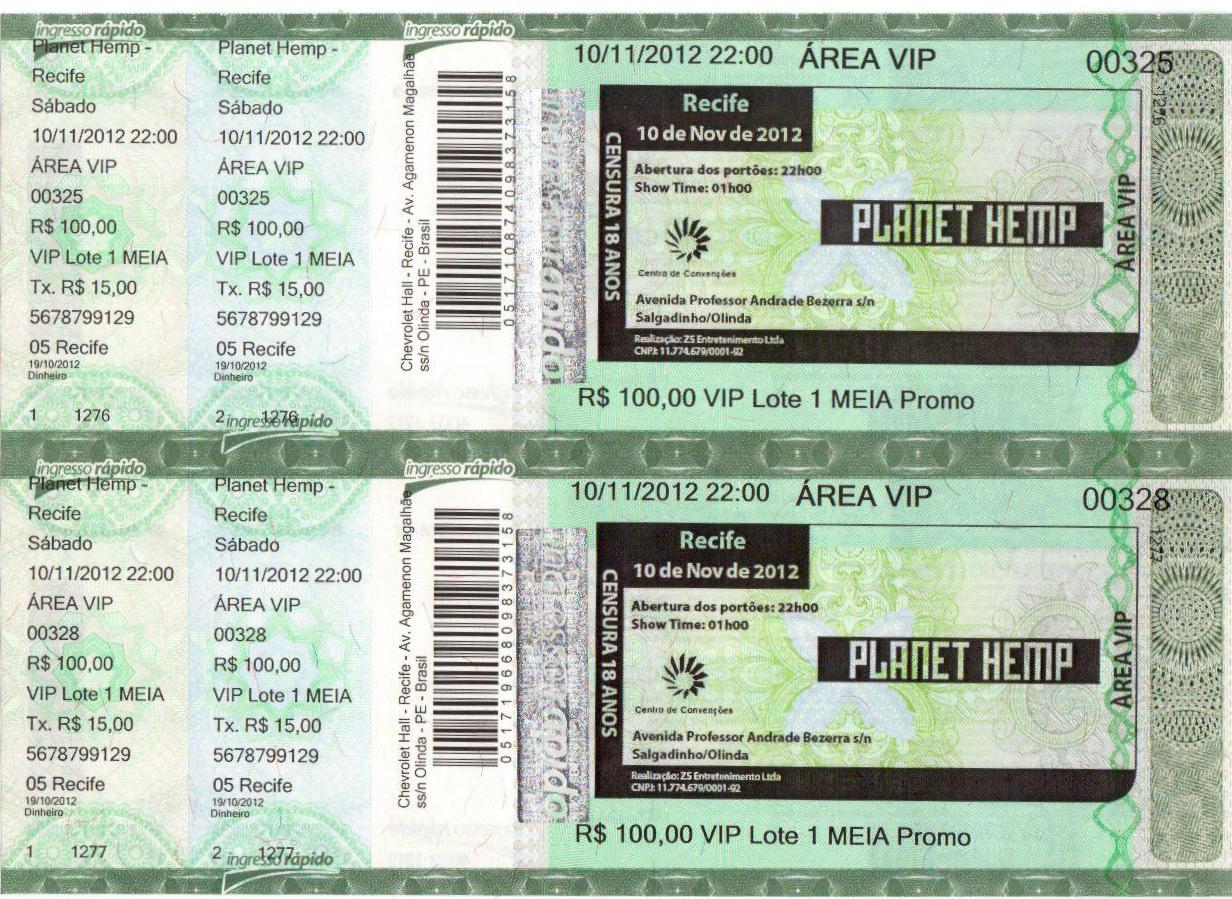 ingresso rápido
Planet Hemp -
Recife
Sábado
10/11/2012 22:00
ÁREA VIP
00325
R$ 100,00
VIP Lote 1 MEIA
Tx. R$ 15,00
5678799129
05 Recife
19/10/2012
Dinheiro
1 1276
Planet Hemp -
Recife
Sábado
10/11/2012 22:00
ÁREA VIP
00325
R$ 100,00
VIP Lote 1 MEIA
Tx. R$ 15,00
5678799129
05 Recife
19/10/2012
Dinheiro
2 1276
ingresso rápido
ingresso rápido
Chevrolet Hall - Recife - Av. Agamenon Magalhãe
ss/n Olinda - PE - Brasil
051710874098373158
10/11/2012 22:00 ÁREA VIP 00325
Recife
10 de Nov de 2012
CENSURA 18 ANOS
Abertura dos portões: 22h00
Show Time: 01h00
PLANET HEMP
Centro de Convenções
Avenida Professor Andrade Bezerra s/n
Salgadinho/Olinda
Realização: ZS Entretenimento Ltda
CNPJ: 11.774.679/0001-92
ÁREA VIP
1276
R$ 100,00 VIP Lote 1 MEIA Promo
ingresso rápido
Planet Hemp -
Recife
Sábado
10/11/2012 22:00
ÁREA VIP
00328
R$ 100,00
VIP Lote 1 MEIA
Tx. R$ 15,00
5678799129
05 Recife
19/10/2012
Dinheiro
1 1277
Planet Hemp -
Recife
Sábado
10/11/2012 22:00
ÁREA VIP
00328
R$ 100,00
VIP Lote 1 MEIA
Tx. R$ 15,00
5678799129
05 Recife
19/10/2012
Dinheiro
2 1277
ingresso rápido
ingresso rápido
Chevrolet Hall - Recife - Av. Agamenon Magalhãe
ss/n Olinda - PE - Brasil
051719668098373158
10/11/2012 22:00 ÁREA VIP 00328
Recife
10 de Nov de 2012
CENSURA 18 ANOS
Abertura dos portões: 22h00
Show Time: 01h00
PLANET HEMP
Centro de Convenções
Avenida Professor Andrade Bezerra s/n
Salgadinho/Olinda
Realização: ZS Entretenimento Ltda
CNPJ: 11.774.679/0001-92
ÁREA VIP
1277
R$ 100,00 VIP Lote 1 MEIA Promo